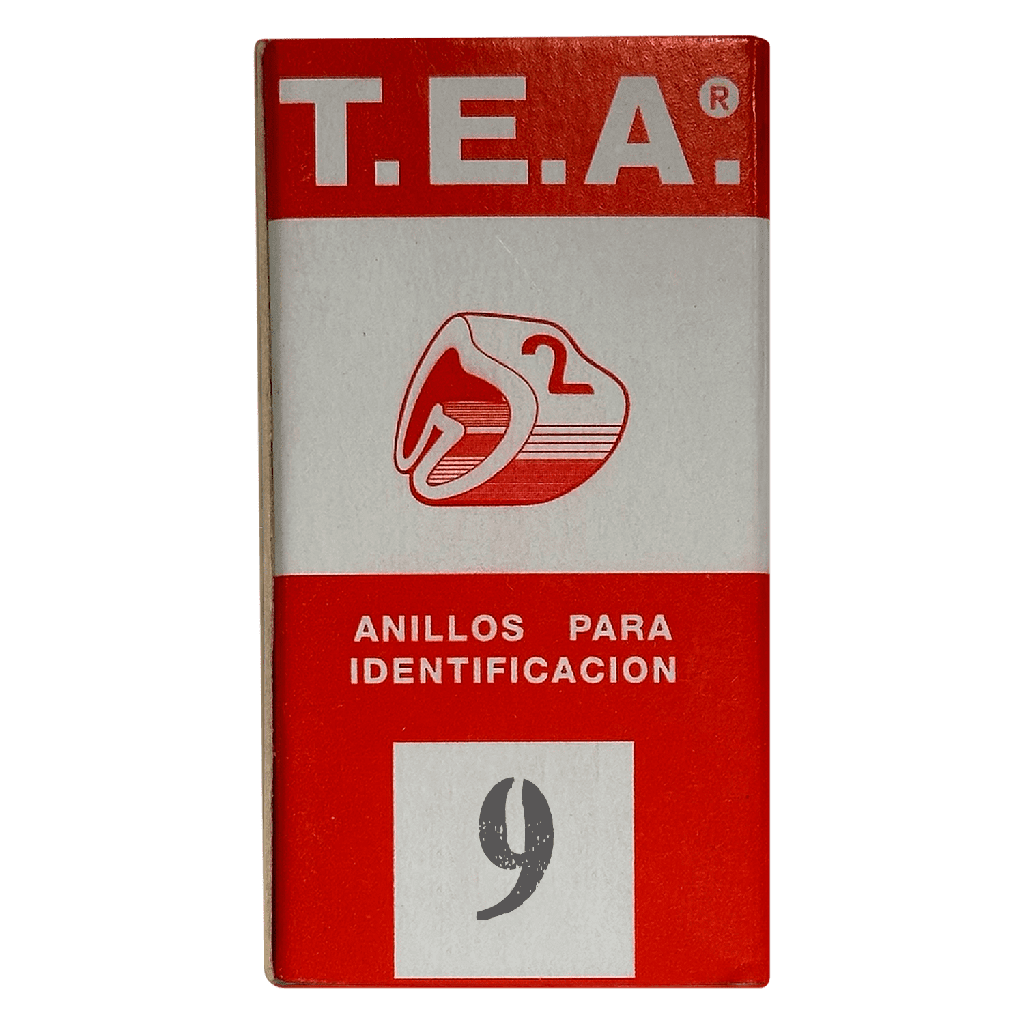 T.E.A.®
2
ANILLOS PARA
IDENTIFICACION
9